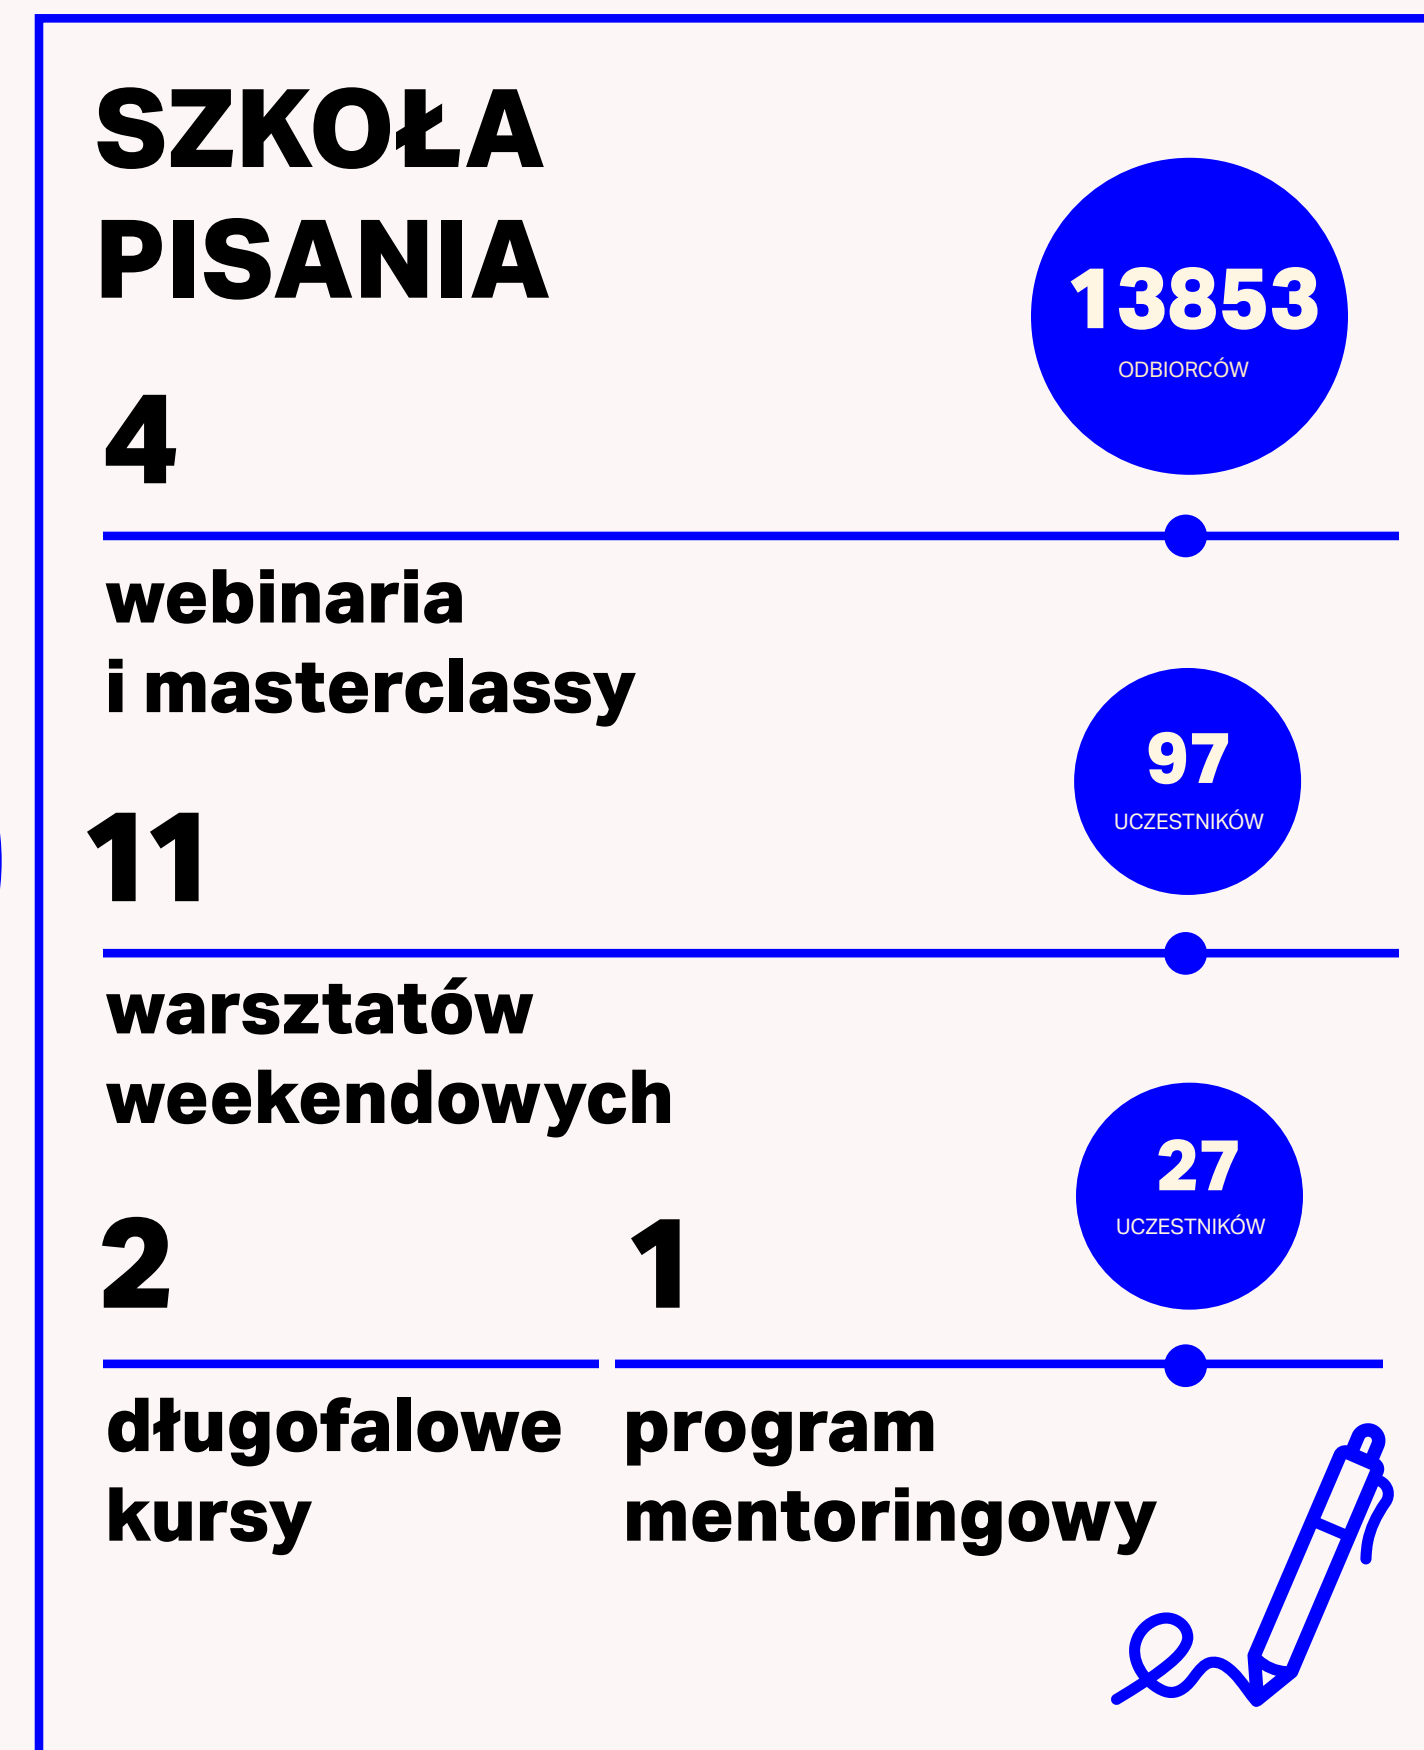 SZKOŁA
PISANIA
13853
ODBIORCÓW
4
webinaria
i masterclassy
97
UCZESTNIKÓW
11
warsztatów
weekendowych
27
UCZESTNIKÓW
2
długofalowe
kursy
1
program
mentoringowy